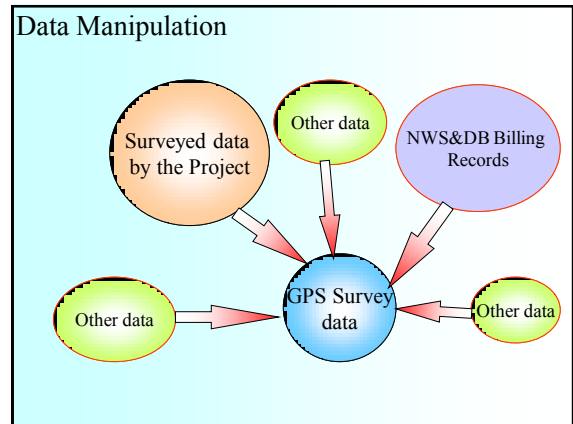 Data Manipulation
Other data
Surveyed data
by the Project
NWS&DB Billing
Records
GPS Survey
data
Other data
Other data